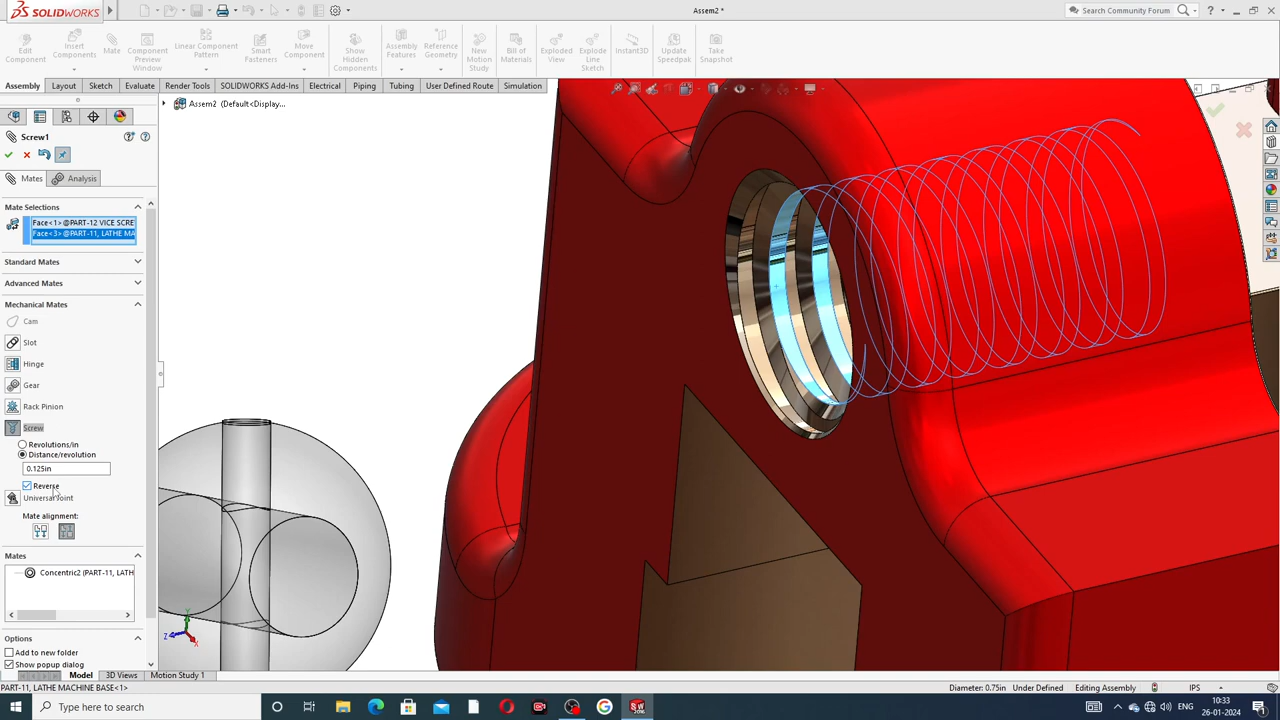 SOLIDWORKS
Assem2 *
Search Community Forum
Edit Component
Insert Components
Mate
Component Preview Window
Linear Component Pattern
Smart Fasteners
Move Component
Show Hidden Components
Assembly Features
Reference Geometry
New Motion Study
Bill of Materials
Exploded View
Explode Line Sketch
Instant3D
Update Speedpak
Take Snapshot
Assembly Layout Sketch Evaluate Render Tools SOLIDWORKS Add-Ins Electrical Piping Tubing User Defined Route Simulation
Assem2 (Default<Display...
Screw1
Mates Analysis
Mate Selections
Face<1>@PART-12 VICE SCRE
Face<3>@PART-11, LATHE MA
Standard Mates
Advanced Mates
Mechanical Mates
Cam
Slot
Hinge
Gear
Rack Pinion
Screw
Revolutions/in
Distance/revolution
0.125in
Reverse
Mate alignment:
Mates
Concentric2 (PART-11, LATH
Options
Add to new folder
Show popup dialog
Model 3D Views Motion Study 1
PART-11, LATHE MACHINE BASE<1>
Diameter: 0.75in Under Defined Editing Assembly IPS
Type here to search
ENG
10:33
26-01-2024
Y
Z
X